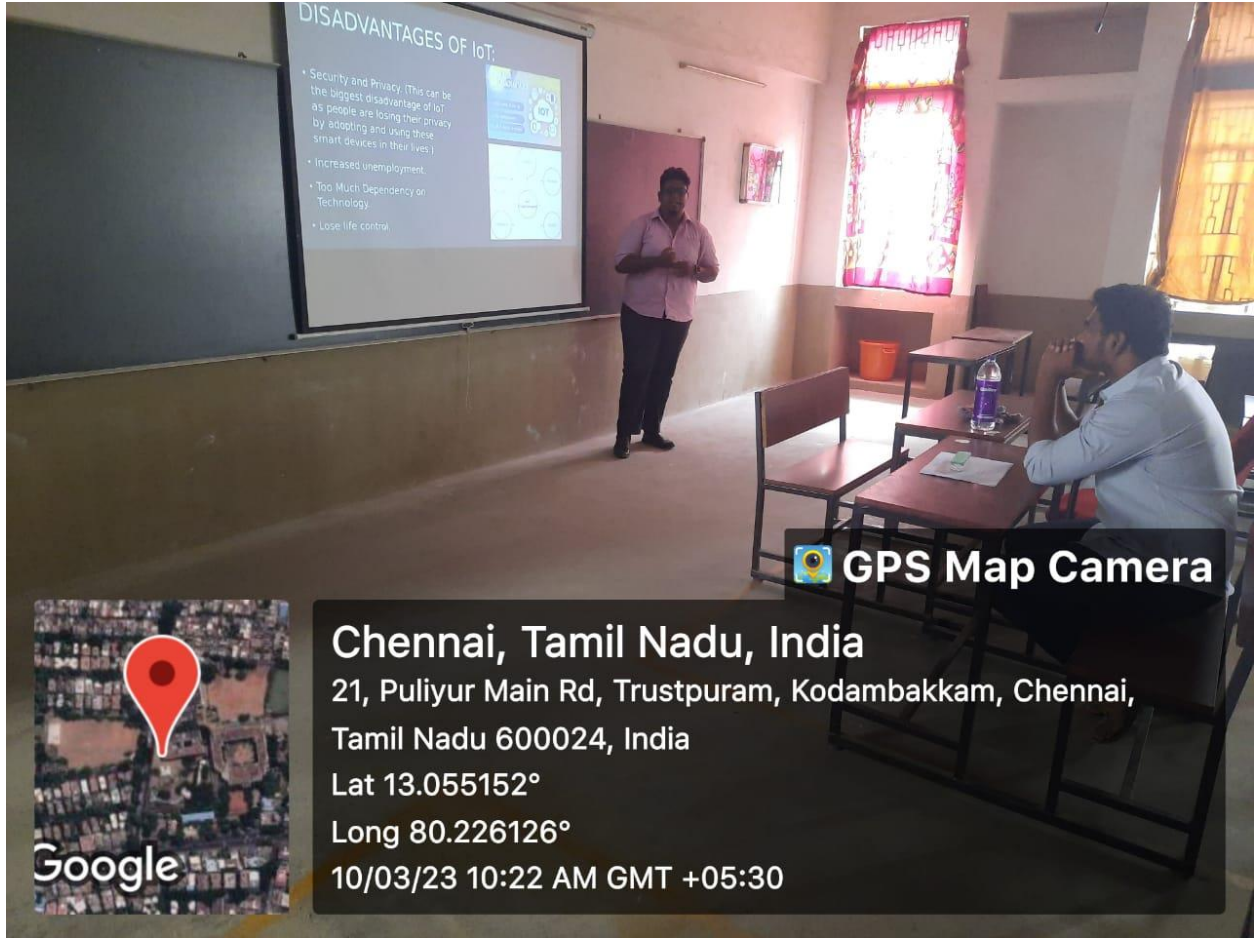 DISADVANTAGES OF IoT:
• Security and Privacy. (This can be
the biggest disadvantage of IoT
as people are losing their privacy
by adopting and using these
smart devices in their lives.)
• Increased unemployment.
• Too Much Dependency on
Technology.
• Lose life control.
IOT
GPS Map Camera
Chennai, Tamil Nadu, India
21, Puliyur Main Rd, Trustpuram, Kodambakkam, Chennai,
Tamil Nadu 600024, India
Lat 13.055152°
Long 80.226126°
10/03/23 10:22 AM GMT +05:30
Google